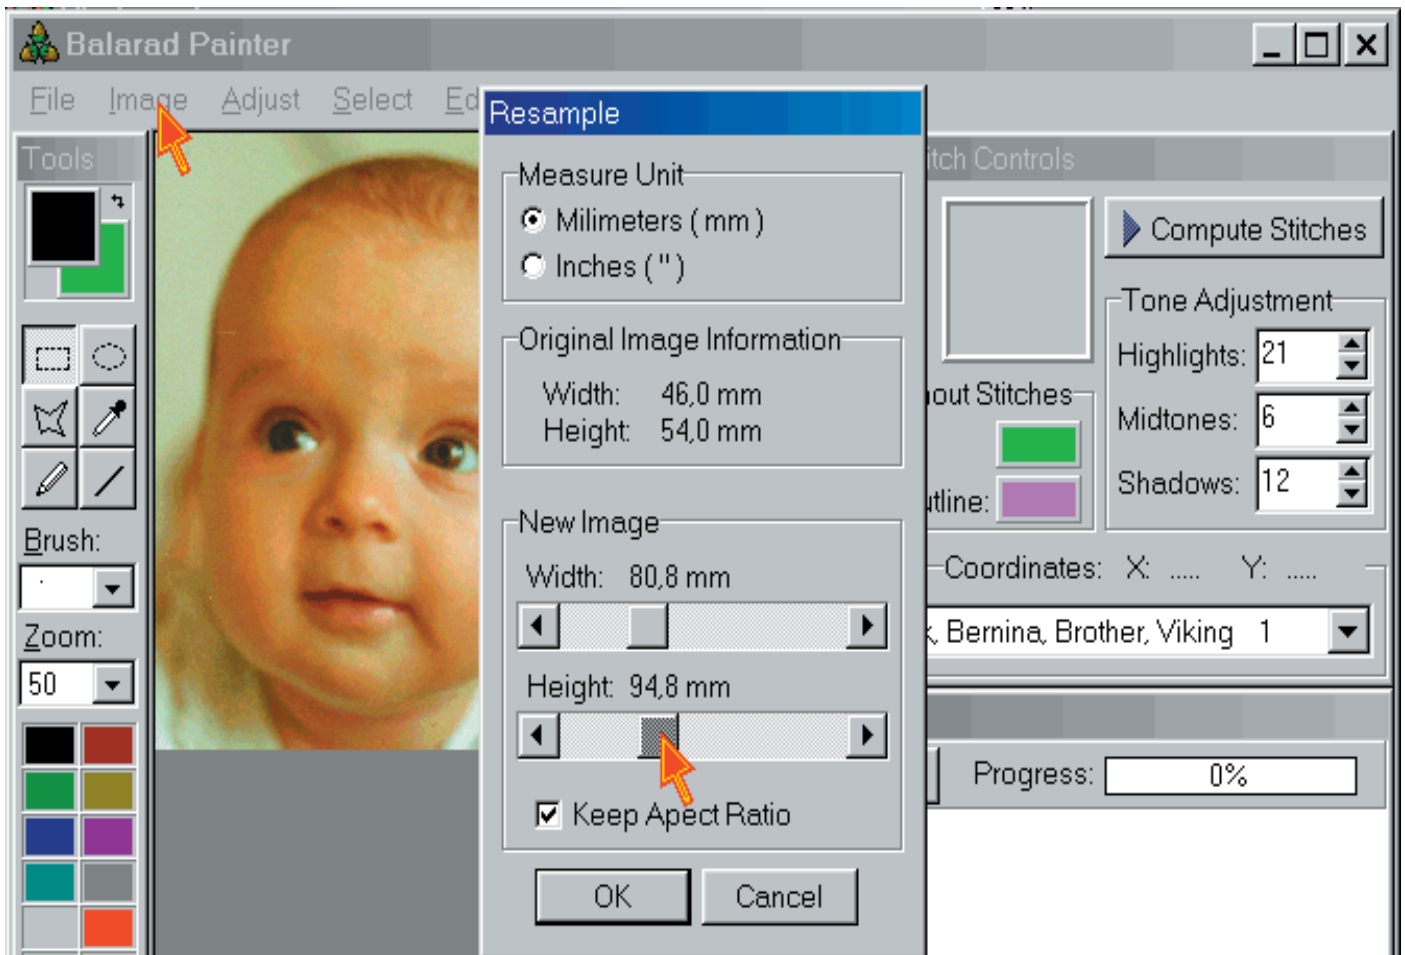 Balarad Painter
File Image Adjust Select Ed
Tools
Brush:
Zoom:
50
Resample
Measure Unit
Milimeters ( mm )
Inches ( " )
Original Image Information
Width: 46,0 mm
Height: 54,0 mm
New Image
Width: 80,8 mm
Height: 94,8 mm
Keep Apect Ratio
OK Cancel
itch Controls
Compute Stitches
Tone Adjustment
Highlights: 21
Midtones: 6
Shadows: 12
out Stitches
utline:
Coordinates: X: ..... Y: .....
, Bernina, Brother, Viking 1
Progress: 0%